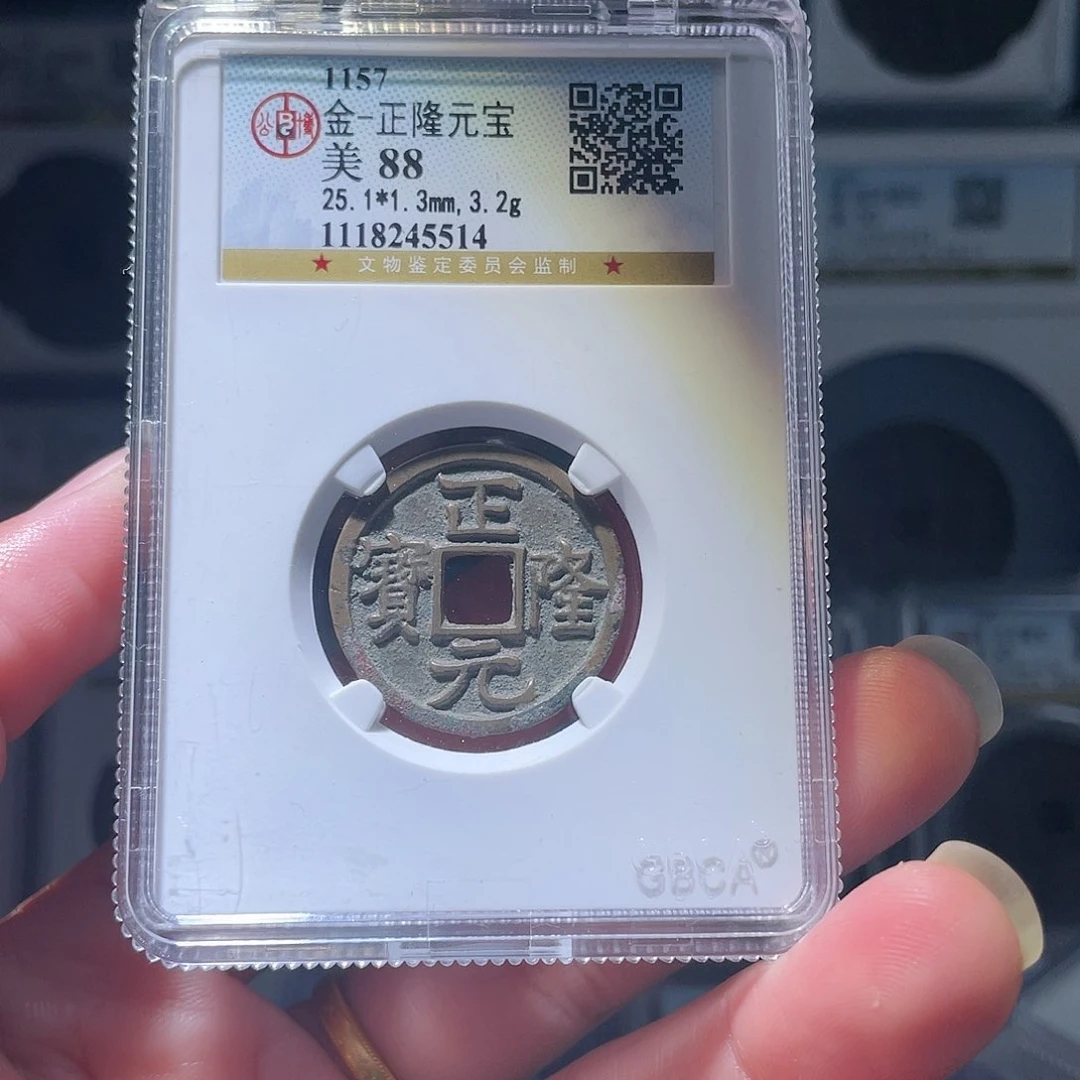 1157
金-正隆元宝
美 88
25.1*1.3mm, 3.2g
1118245514
★ 文物鉴定委员会监制 ★
正
隆
元
寶
GBCA